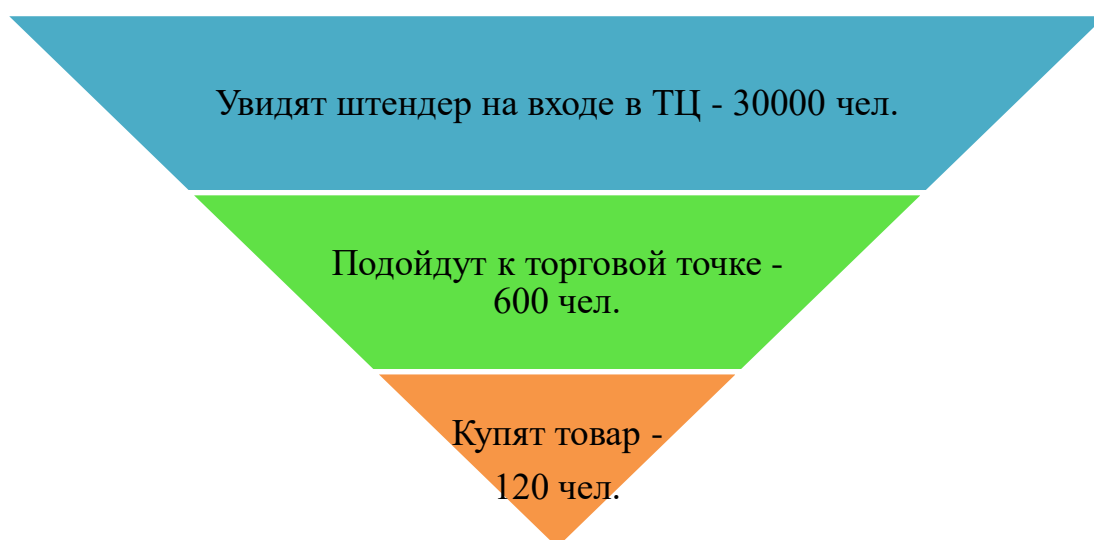 Увидят штендер на входе в ТЦ - 30000 чел.
Подойдут к торговой точке -
600 чел.
Купят товар -
120 чел.